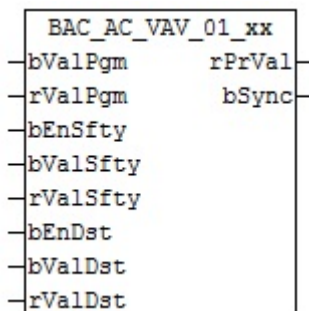 BAC_AC_VAV_01_xx
bValPgm rPrVal
rValPgm bSync
bEnSfty
bValSfty
rValSfty
bEnDst
bValDst
rValDst